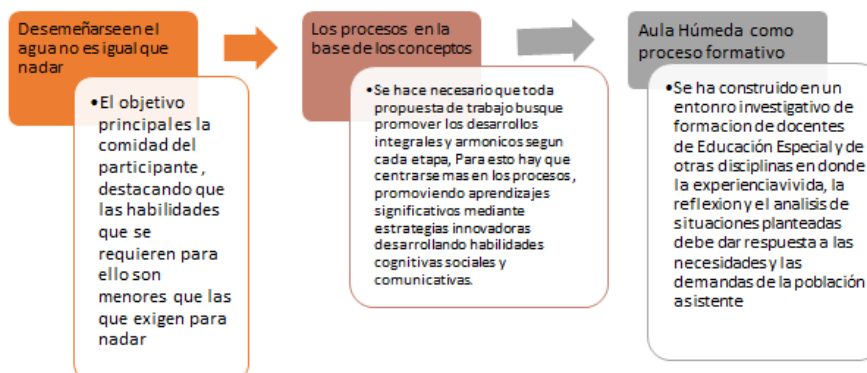 Desemeñarse en el
agua no es igual que
nadar
•El objetivo
principal es la
comidad del
participante,
destacando que
las habilidades
que se
requieren para
ello son
menores que las
que exigen para
nadar
Los procesos en la
base de los conceptos
•Se hace necesario que toda
propuesta de trabajo busque
promover los desarrollos
integrales y armonicos segun
cada etapa, Para esto hay que
centrarse mas en los procesos,
promoviendo aprendizajes
significativos mediante
estrategias innovadoras
desarrollando habilidades
cognitivas sociales y
comunicativas.
Aula Húmeda como
proceso formativo
•Se ha construido en un
entonro investigativo de
formacion de docentes
de Educación Especial y de
otras disciplinas en donde
la experiencia vivida, la
reflexion y el analisis de
situaciones planteadas
debe dar respuesta a las
necesidades y las
demandas de la población
asistente